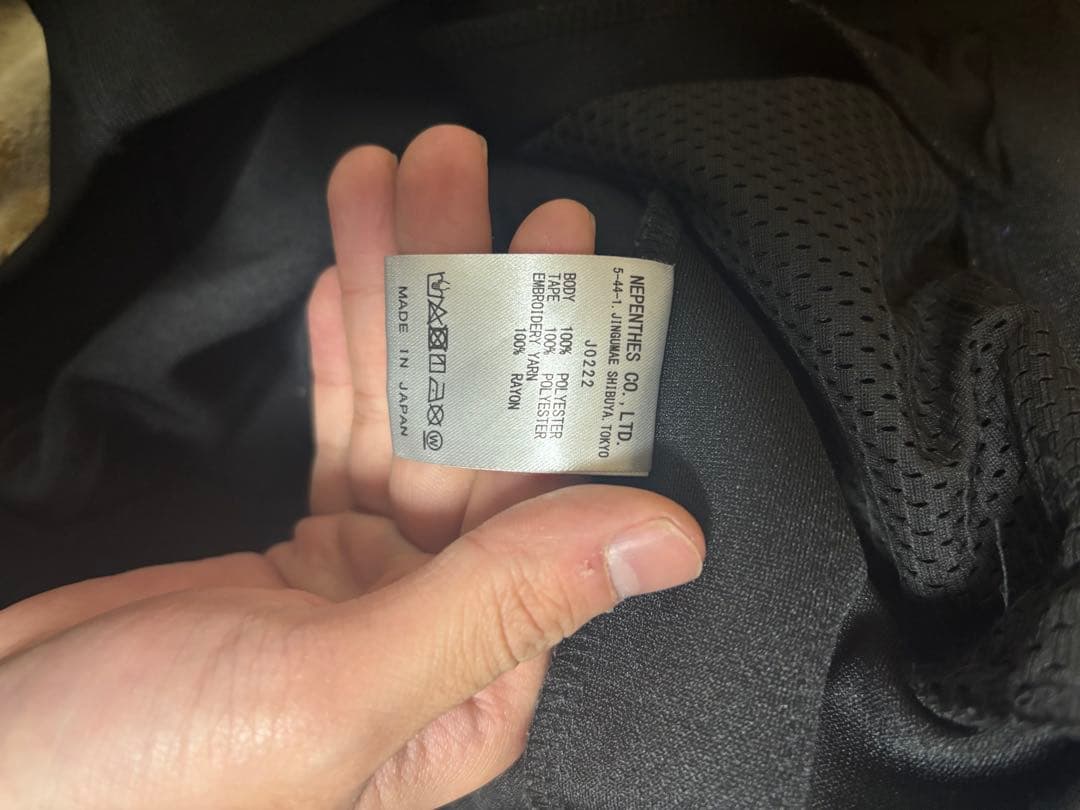 NEPENTHES CO.,LTD.
5-44-1. JINGUMAE SHIBUYA TOKYO
J0222
BODY 100% POLYESTER
TAPE 100% POLYESTER
EMBROIDERY YARN
100% RAYON
MADE IN JAPAN